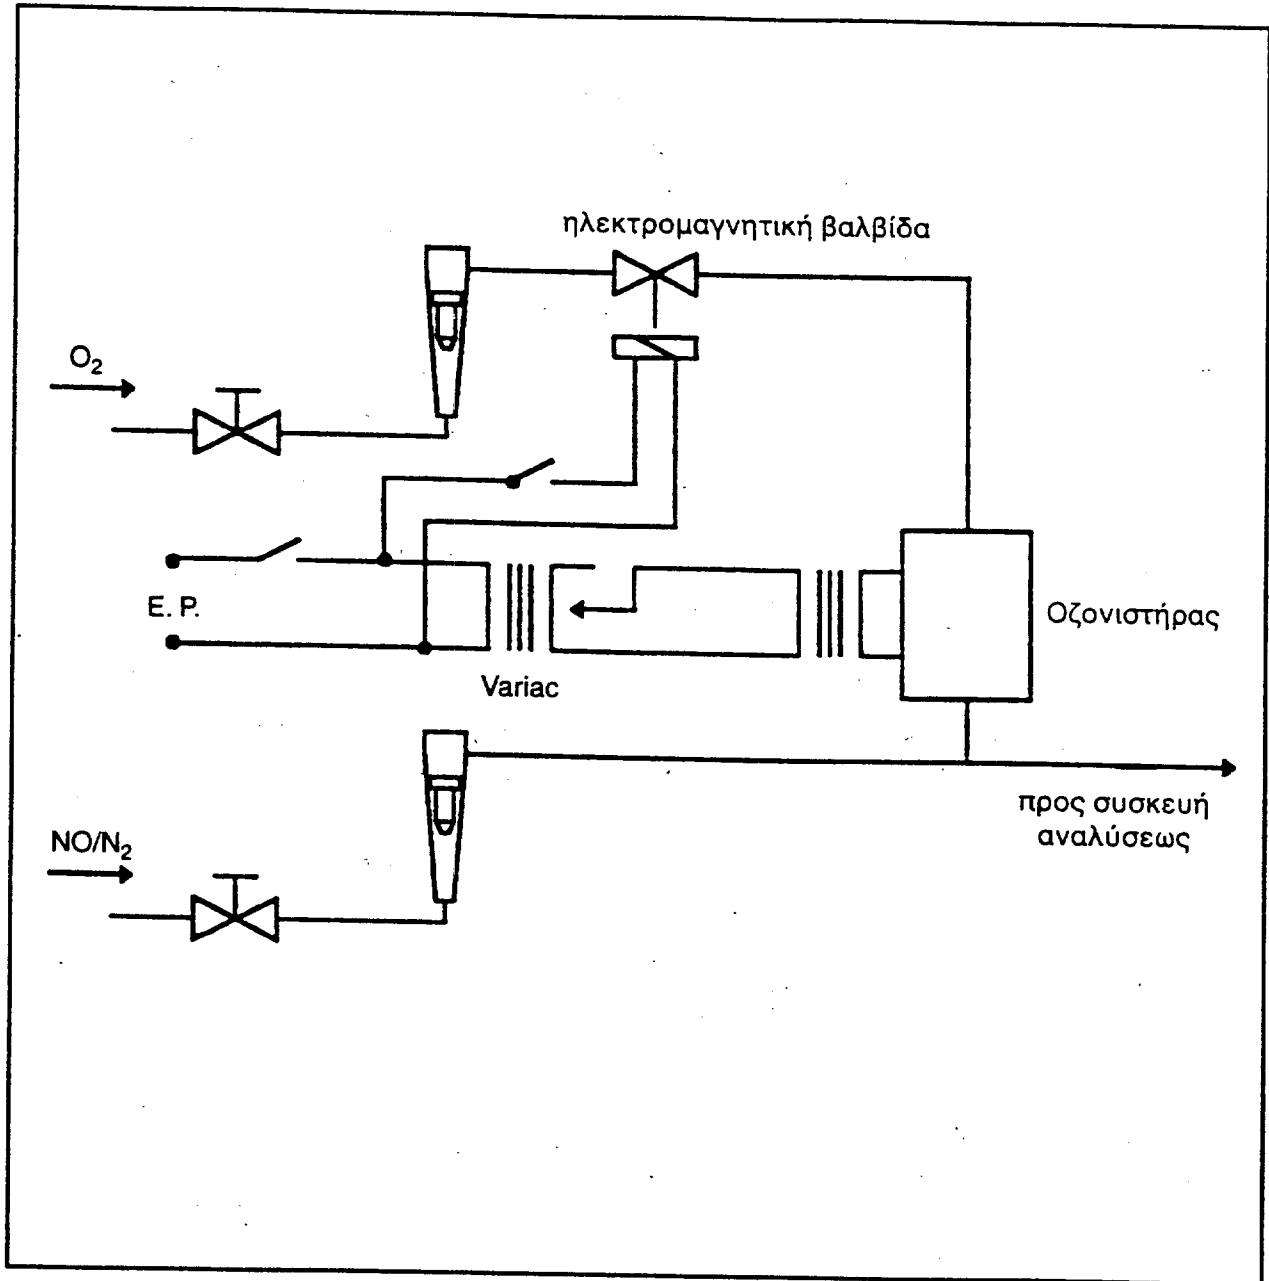 ηλεκτρομαγνητική βαλβίδα
O₂
E. P.
Οζονιστήρας
Variac
προς συσκευή
αναλύσεως
NO/N₂